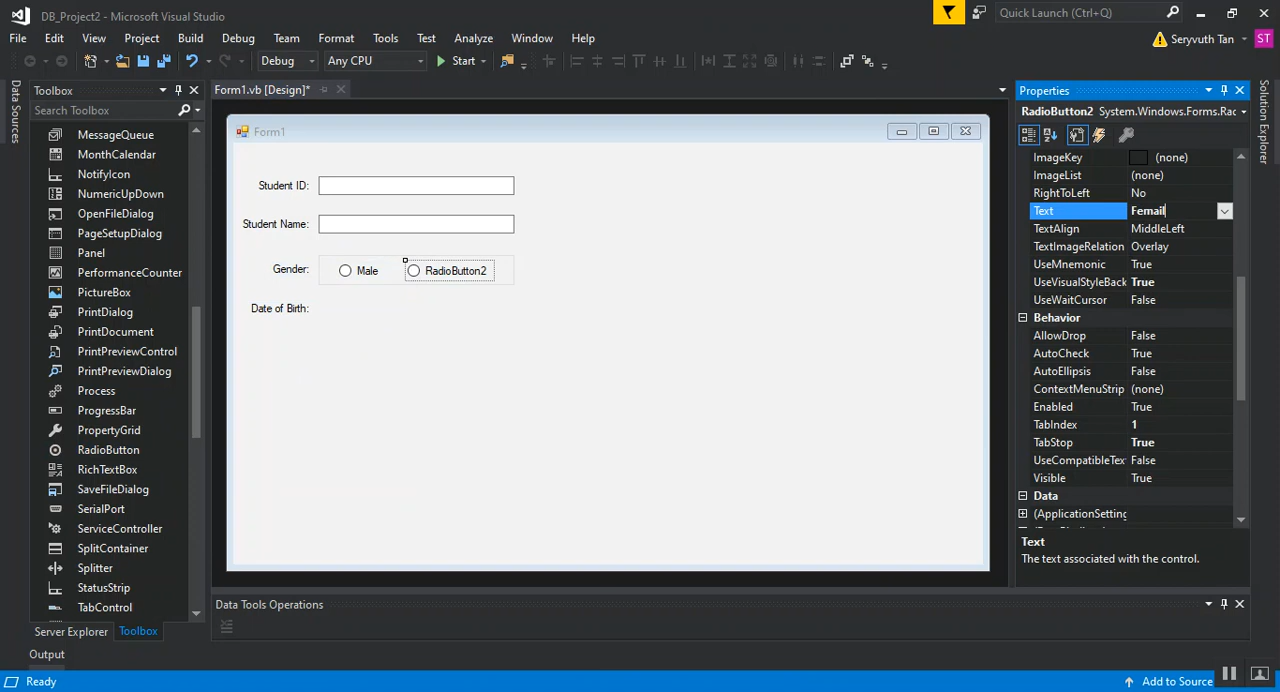 DB_Project2 - Microsoft Visual Studio
Quick Launch (Ctrl+Q)
File Edit View Project Build Debug Team Format Tools Test Analyze Window Help
Seryvuth Tan ST
Debug Any CPU Start
Data Sources
Toolbox
Search Toolbox
MessageQueue
MonthCalendar
NotifyIcon
NumericUpDown
OpenFileDialog
PageSetupDialog
Panel
PerformanceCounter
PictureBox
PrintDialog
PrintDocument
PrintPreviewControl
PrintPreviewDialog
Process
ProgressBar
PropertyGrid
RadioButton
RichTextBox
SaveFileDialog
SerialPort
ServiceController
SplitContainer
Splitter
StatusStrip
TabControl
Server Explorer Toolbox
Form1.vb [Design]*
Form1
Student ID:
Student Name:
Gender: Male RadioButton2
Date of Birth:
Data Tools Operations
Properties
RadioButton2 System.Windows.Forms.Rac
ImageKey (none)
ImageList (none)
RightToLeft No
Text Femail
TextAlign MiddleLeft
TextImageRelation Overlay
UseMnemonic True
UseVisualStyleBack True
UseWaitCursor False
Behavior
AllowDrop False
AutoCheck True
AutoEllipsis False
ContextMenuStrip (none)
Enabled True
TabIndex 1
TabStop True
UseCompatibleTex False
Visible True
Data
(ApplicationSetting
Text
The text associated with the control.
Solution Explorer
Output
Ready
Add to Source